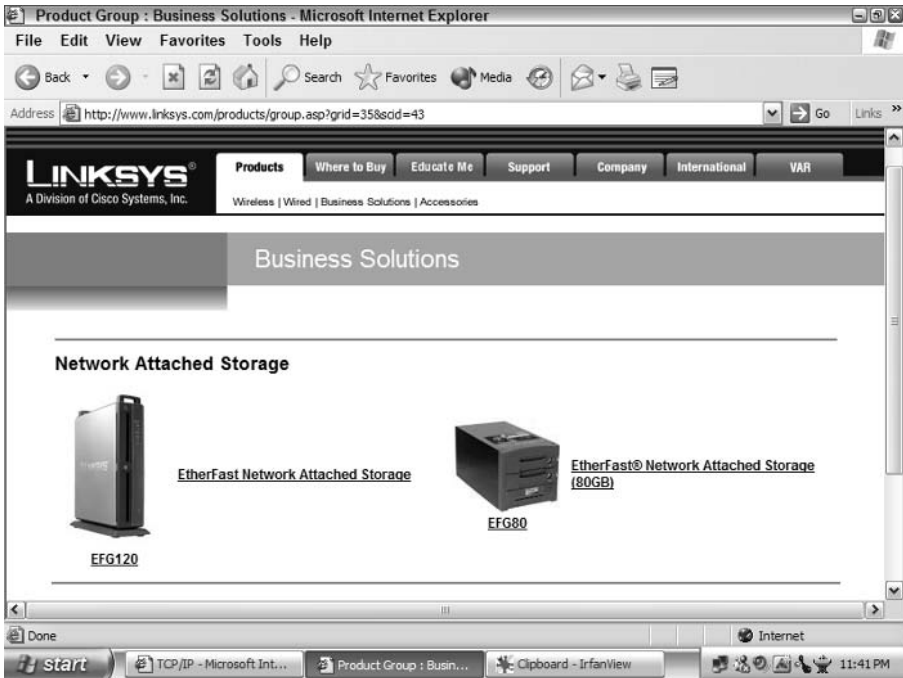 Product Group : Business Solutions - Microsoft Internet Explorer
File Edit View Favorites Tools Help
Back Search Favorites Media
Address http://www.linksys.com/products/group.asp?grid=35&scid=43 Go Links »
LINKSYS®
A Division of Cisco Systems, Inc.
Products Where to Buy Educate Me Support Company International VAR
Wireless | Wired | Business Solutions | Accessories
Business Solutions
Network Attached Storage
EtherFast Network Attached Storage
EFG120
EtherFast® Network Attached Storage
(80GB)
EFG80
Done Internet
start TCP/IP - Microsoft Int... Product Group : Busin... Clipboard - IrfanView 11:41 PM